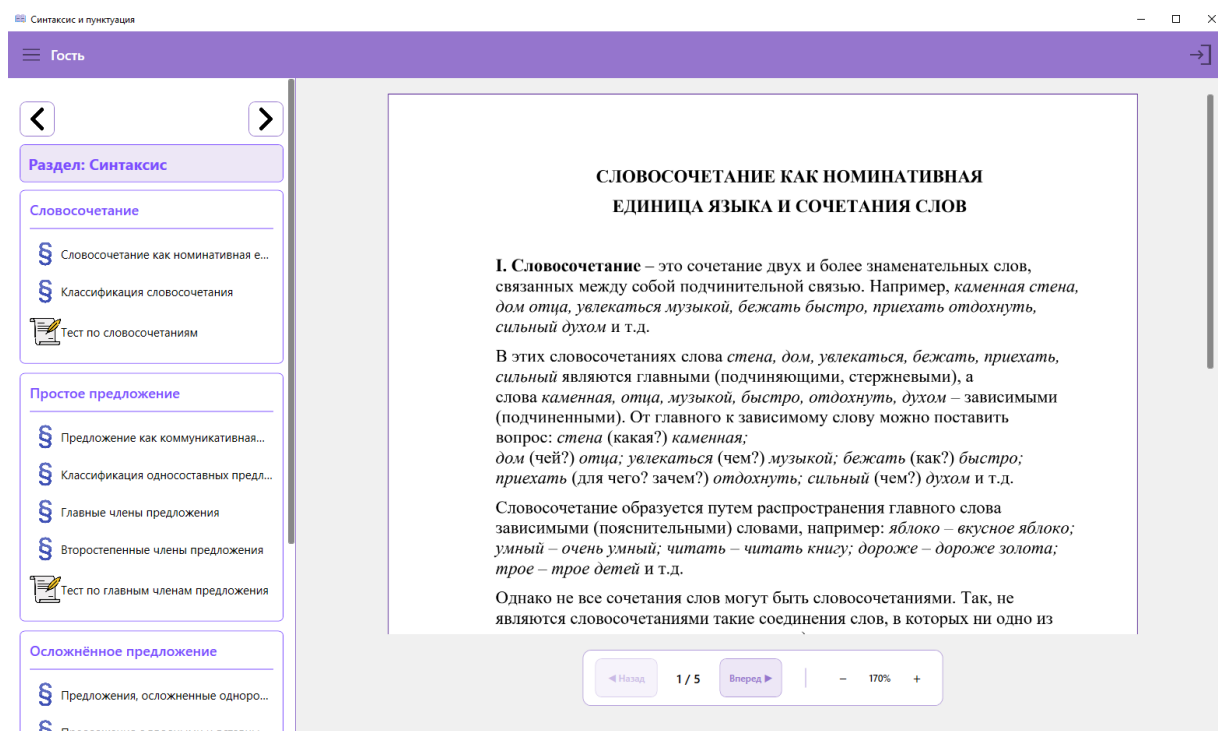 Синтаксис и пунктуация
Гость
Раздел: Синтаксис
Словосочетание
§ Словосочетание как номинативная е...
§ Классификация словосочетания
Тест по словосочетаниям
Простое предложение
§ Предложение как коммуникативная...
§ Классификация односоставных предл...
§ Главные члены предложения
§ Второстепенные члены предложения
Тест по главным членам предложения
Осложнённое предложение
§ Предложения, осложненные одноро...
СЛОВОСОЧЕТАНИЕ КАК НОМИНАТИВНАЯ
ЕДИНИЦА ЯЗЫКА И СОЧЕТАНИЯ СЛОВ
I. Словосочетание – это сочетание двух и более знаменательных слов,
связанных между собой подчинительной связью. Например, каменная стена,
дом отца, увлекаться музыкой, бежать быстро, приехать отдохнуть,
сильный духом и т.д.
В этих словосочетаниях слова стена, дом, увлекаться, бежать, приехать,
сильный являются главными (подчиняющими, стержневыми), а
слова каменная, отца, музыкой, быстро, отдохнуть, духом – зависимыми
(подчиненными). От главного к зависимому слову можно поставить
вопрос: стена (какая?) каменная;
дом (чей?) отца; увлекаться (чем?) музыкой; бежать (как?) быстро;
приехать (для чего? зачем?) отдохнуть; сильный (чем?) духом и т.д.
Словосочетание образуется путем распространения главного слова
зависимыми (пояснительными) словами, например: яблоко – вкусное яблоко;
умный – очень умный; читать – читать книгу; дороже – дороже золота;
трое – трое детей и т.д.
Однако не все сочетания слов могут быть словосочетаниями. Так, не
являются словосочетаниями такие соединения слов, в которых ни одно из
◀ Назад 1 / 5 Вперед ▶ – 170% +